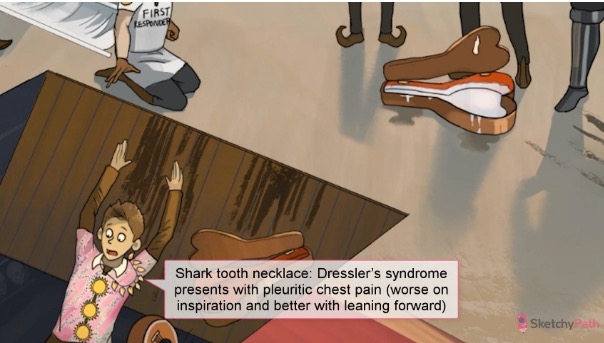 FIRST
RESPONDER
Shark tooth necklace: Dressler's syndrome
presents with pleuritic chest pain (worse on
inspiration and better with leaning forward)
SketchyPath